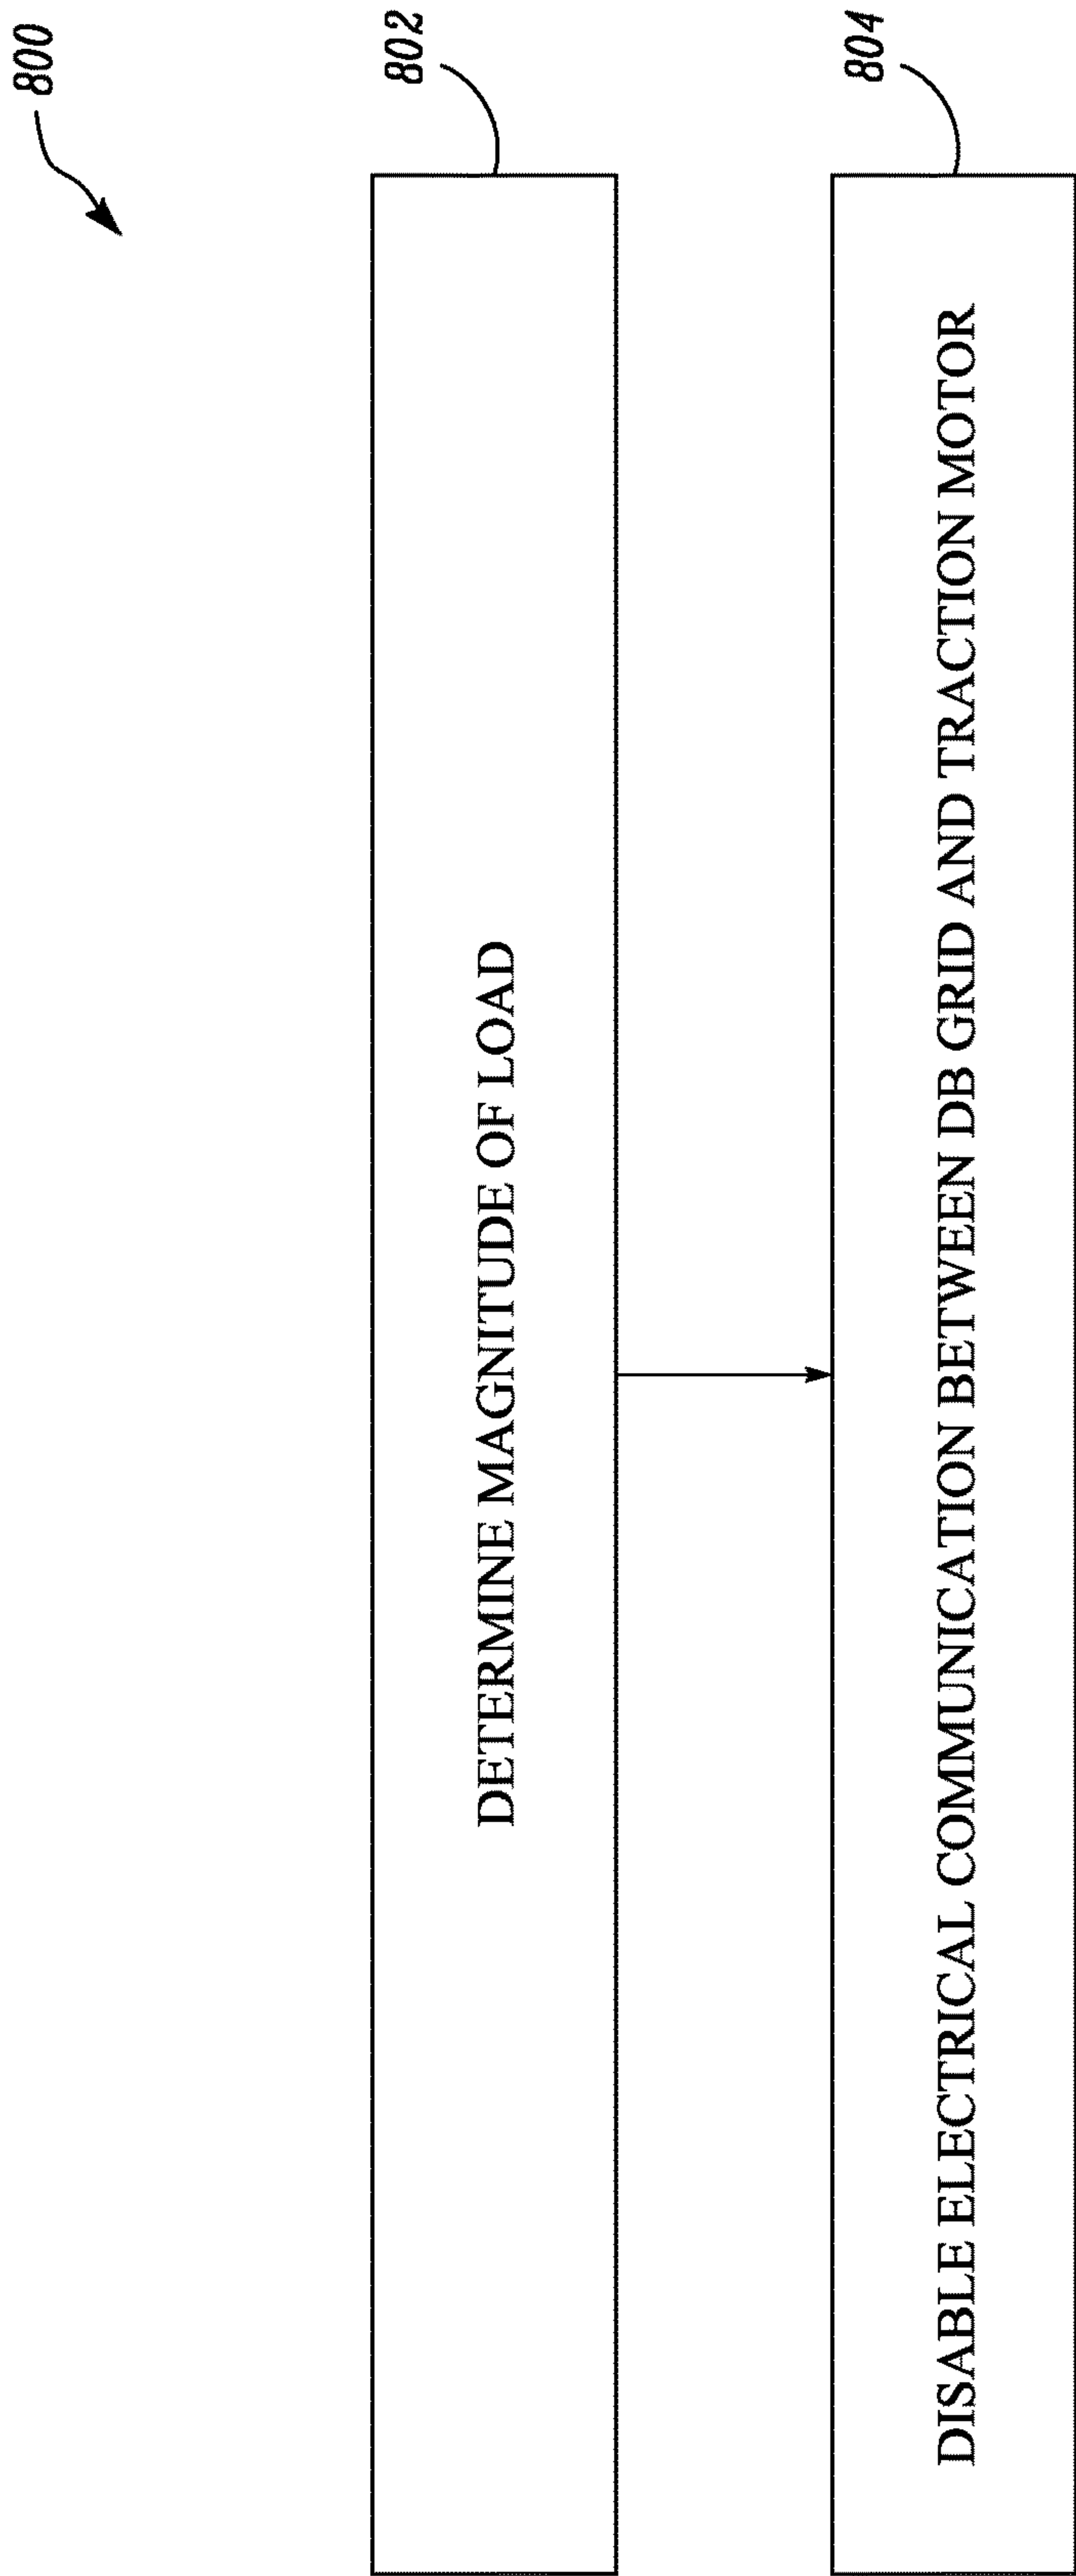 800
802
DETERMINE MAGNITUDE OF LOAD
804
DISABLE ELECTRICAL COMMUNICATION BETWEEN DB GRID AND TRACTION MOTOR